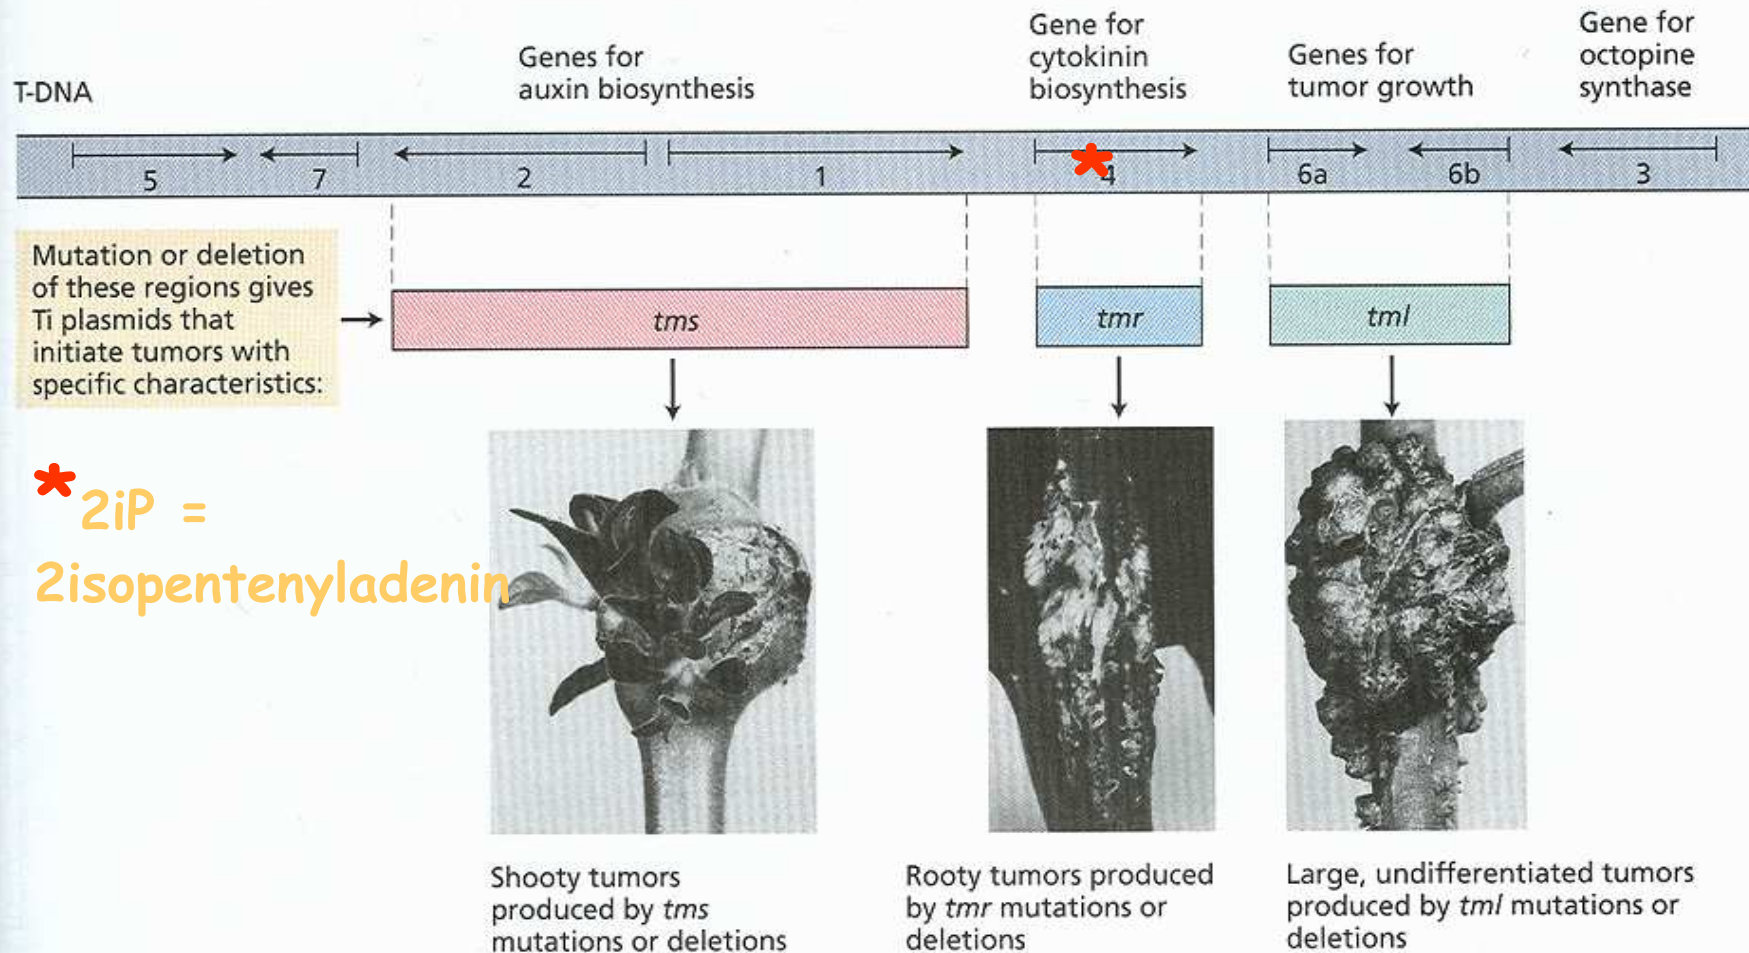 T-DNA
Genes for
auxin biosynthesis
Gene for
cytokinin
biosynthesis
Genes for
tumor growth
Gene for
octopine
synthase
5 7 2 1 4 6a 6b 3
Mutation or deletion
of these regions gives
Ti plasmids that
initiate tumors with
specific characteristics:
tms
tmr
tml
*2iP =
2isopentenyladenin
Shooty tumors
produced by tms
mutations or deletions
Rooty tumors produced
by tmr mutations or
deletions
Large, undifferentiated tumors
produced by tml mutations or
deletions